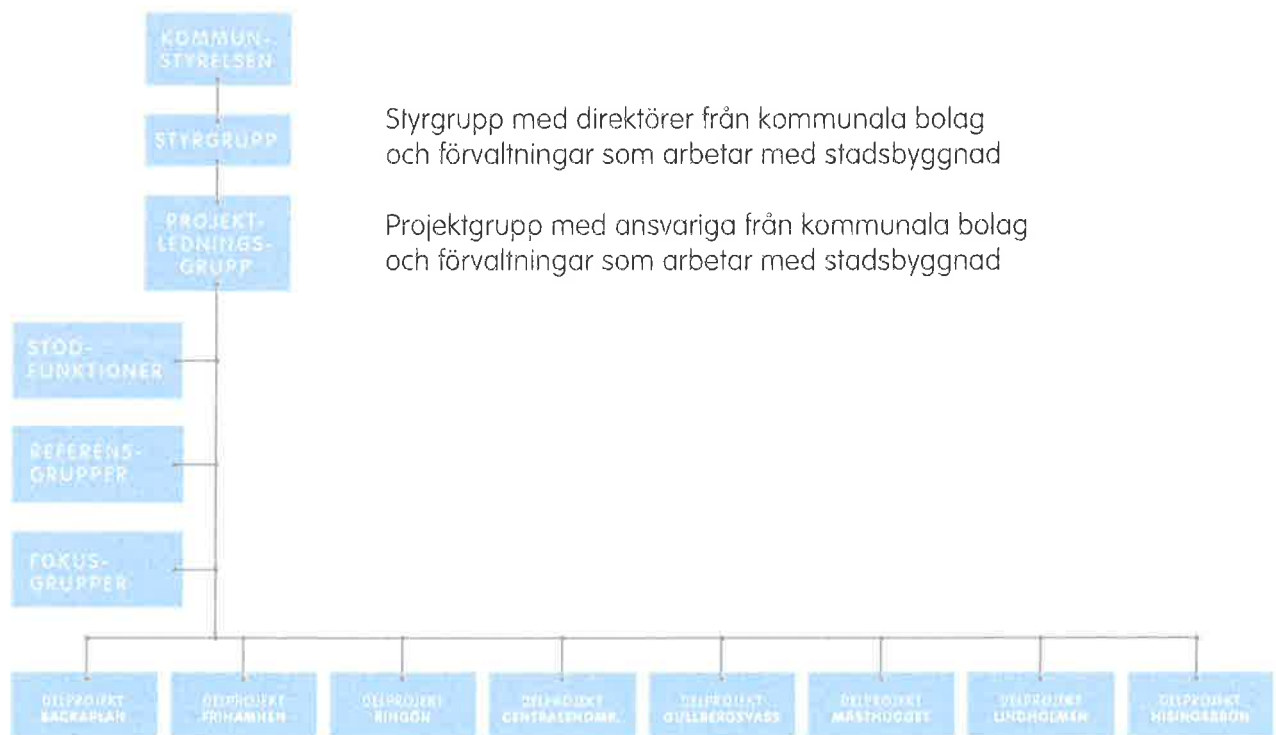 KOMMUN-
STYRELSEN
STYRGRUPP
Styrgrupp med direktörer från kommunala bolag
och förvaltningar som arbetar med stadsbyggnad
PROJEKT-
LEDNINGS-
GRUPP
Projektgrupp med ansvariga från kommunala bolag
och förvaltningar som arbetar med stadsbyggnad
STÖD-
FUNKTIONER
REFERENS-
GRUPPER
FOKUS-
GRUPPER
DELPROJEKT
BACKAPLAN
DELPROJEKT
FRIHAMNEN
DELPROJEKT
RINGÖN
DELPROJEKT
CENTRALENOMR.
DELPROJEKT
GULLBERGSVASS
DELPROJEKT
MASTHUGGET
DELPROJEKT
LINDHOLMEN
DELPROJEKT
HISINGSBRON